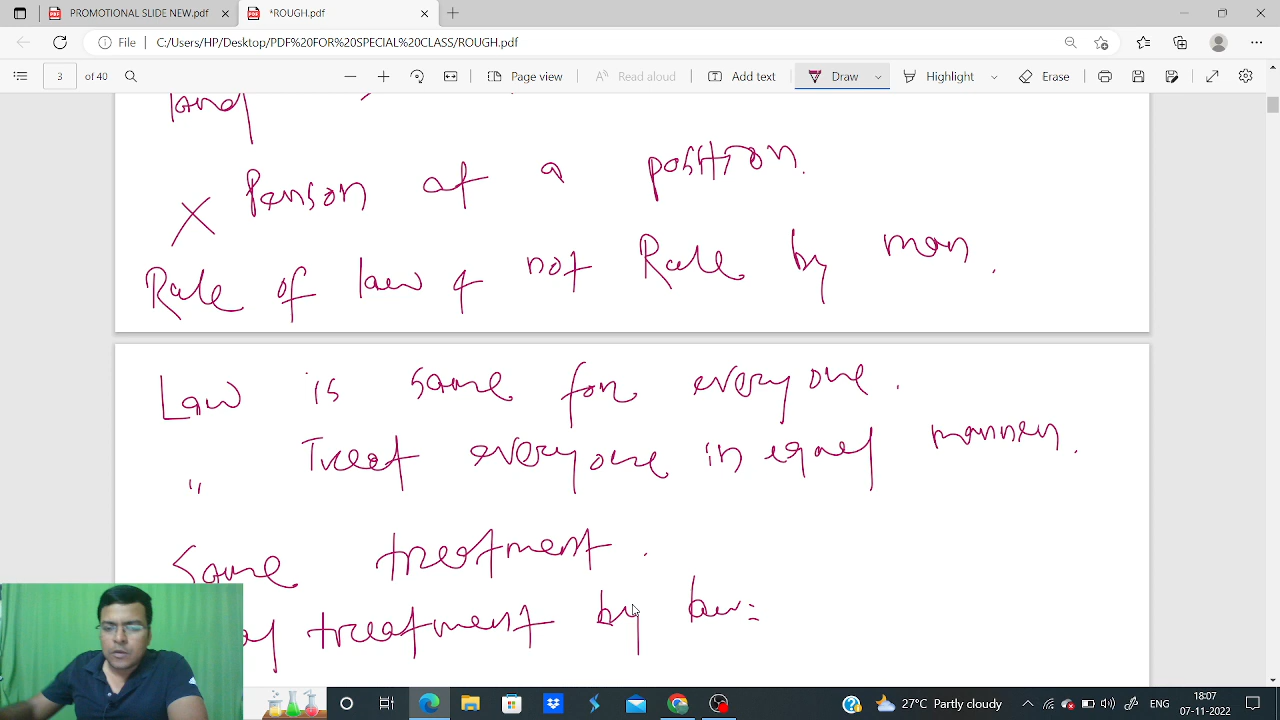 PROMOTIONAL SLIDE NEW.pdf
*ROUGH.pdf
File C:/Users/HP/Desktop/PDF%20FOR%20SPECIAL%20CLASS/ROUGH.pdf
3 of 40 Page view Read aloud Add text Draw Highlight Erase
land
X Person at a position.
Rule of law & not Rule by man.
Law is same for everyone.
" Treat everyone in equal manner.
Same treatment.
treatment by law:
27°C Partly cloudy ENG 18:07
07-11-2022